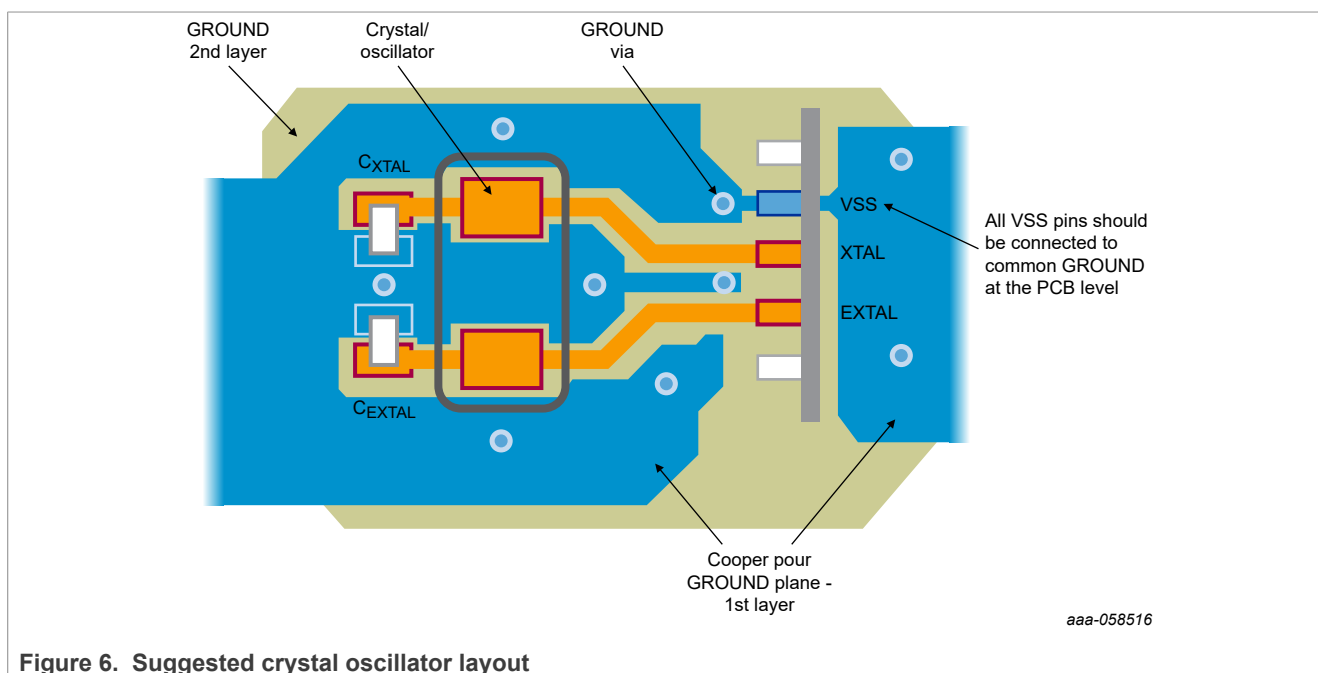 GROUND
2nd layer
Crystal/
oscillator
GROUND
via
CXTAL
VSS
XTAL
EXTAL
All VSS pins should
be connected to
common GROUND
at the PCB level
CEXTAL
Cooper pour
GROUND plane -
1st layer
aaa-058516
Figure 6. Suggested crystal oscillator layout